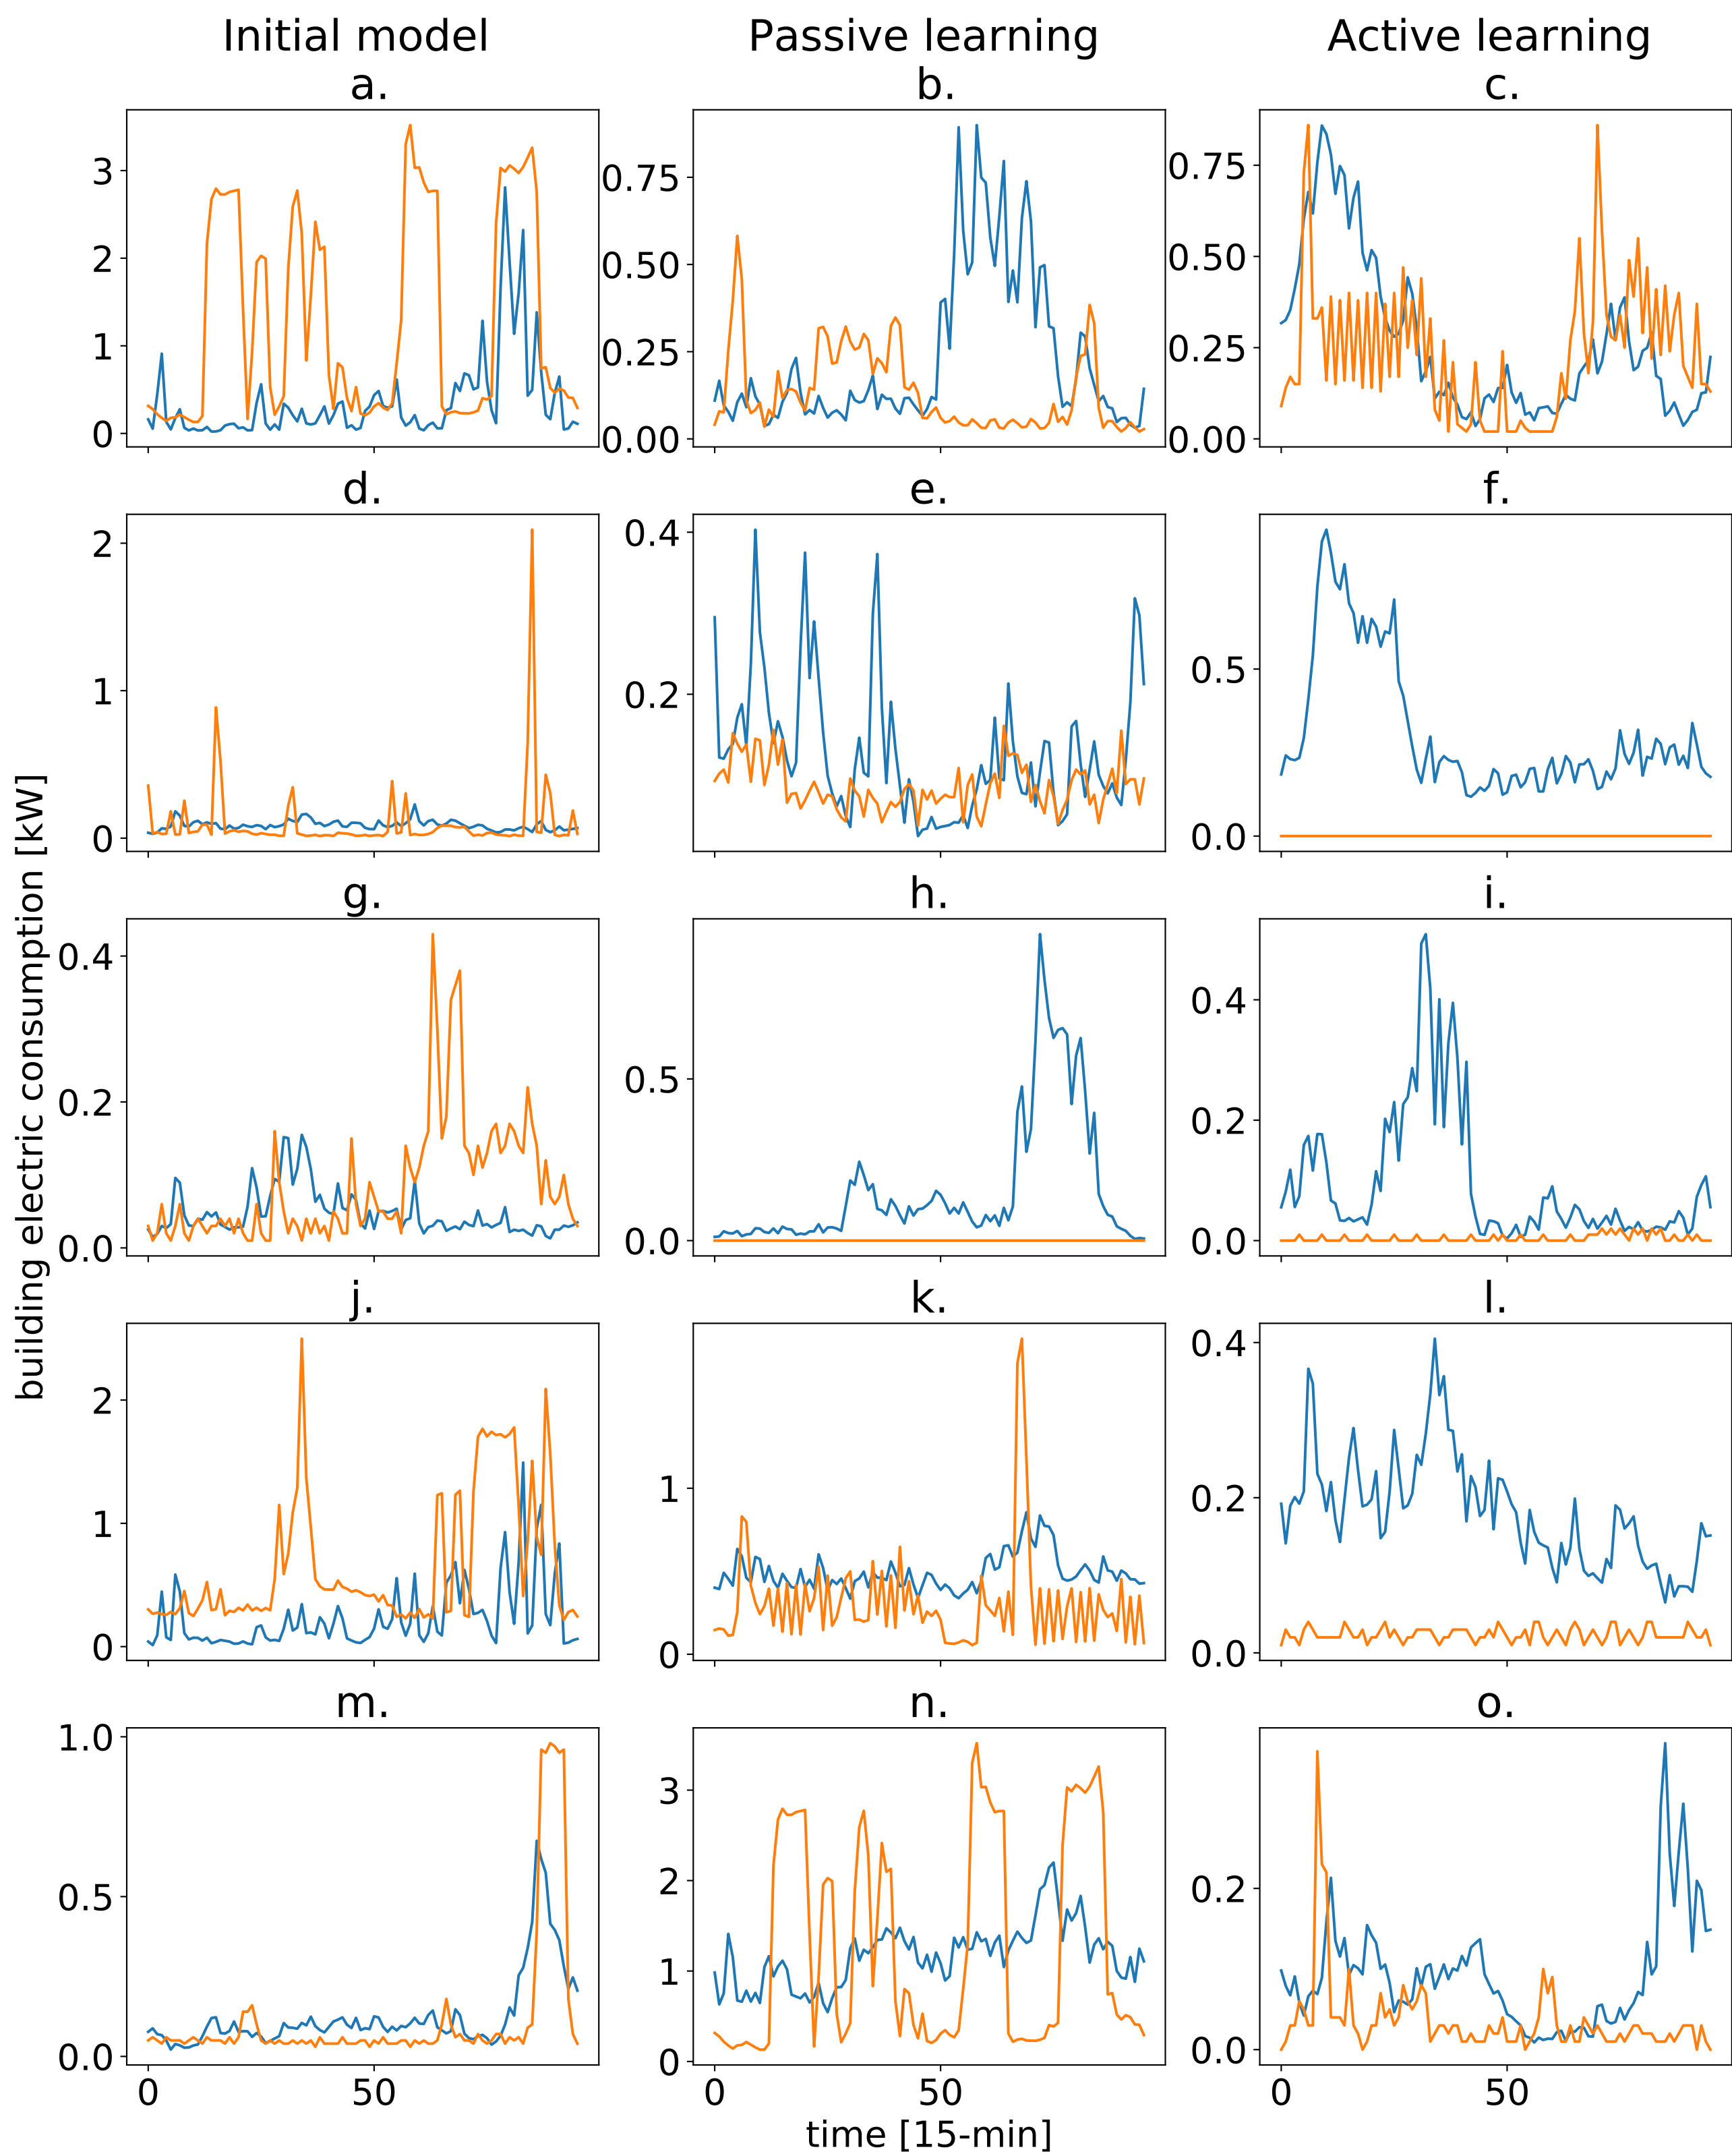 Initial model
Passive learning
Active learning
a.
b.
c.
3
2
1
0
0.75
0.50
0.25
0.00
0.75
0.50
0.25
0.00
d.
e.
f.
2
1
0
0.4
0.2
0.5
0.0
g.
h.
i.
0.4
0.2
0.0
0.5
0.0
0.4
0.2
0.0
j.
k.
l.
2
1
0
1
0
0.4
0.2
0.0
m.
n.
o.
1.0
0.5
0.0
3
2
1
0
0.2
0.0
0
50
0
50
0
50
building electric consumption [kW]
time [15-min]